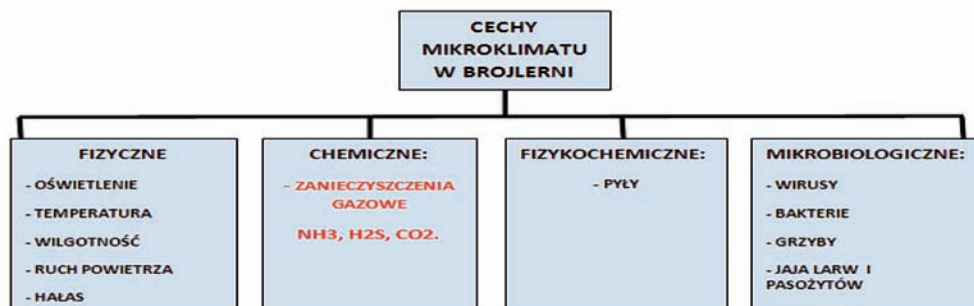 CECHY
MIKROKLIMATU
W BROJLERNI
FIZYCZNE
- OŚWIETLENIE
- TEMPERATURA
- WILGOTNOŚĆ
- RUCH POWIETRZA
- HAŁAS
CHEMICZNE:
- ZANIECZYSZCZENIA
GAZOWE
NH3, H2S, CO2.
FIZYKOCHEMICZNE:
- PYŁY
MIKROBIOLOGICZNE:
- WIRUSY
- BAKTERIE
- GRZYBY
- JAJA LARW I
PASOŻYTÓW